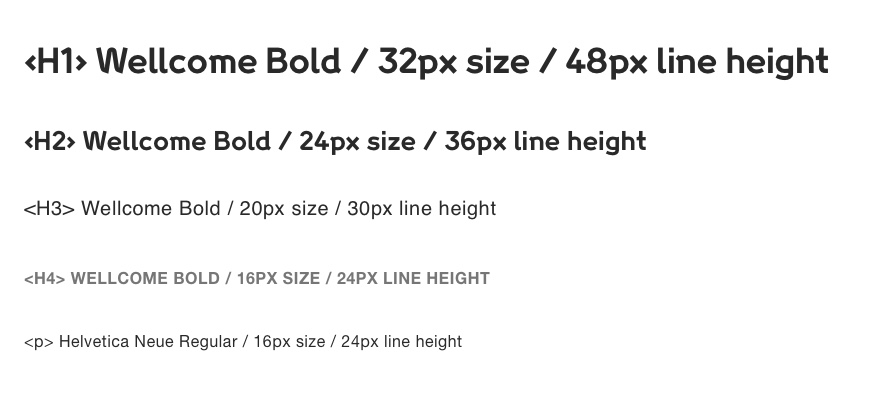 <H1> Wellcome Bold / 32px size / 48px line height
<H2> Wellcome Bold / 24px size / 36px line height
<H3> Wellcome Bold / 20px size / 30px line height
<H4> WELLCOME BOLD / 16PX SIZE / 24PX LINE HEIGHT
<p> Helvetica Neue Regular / 16px size / 24px line height